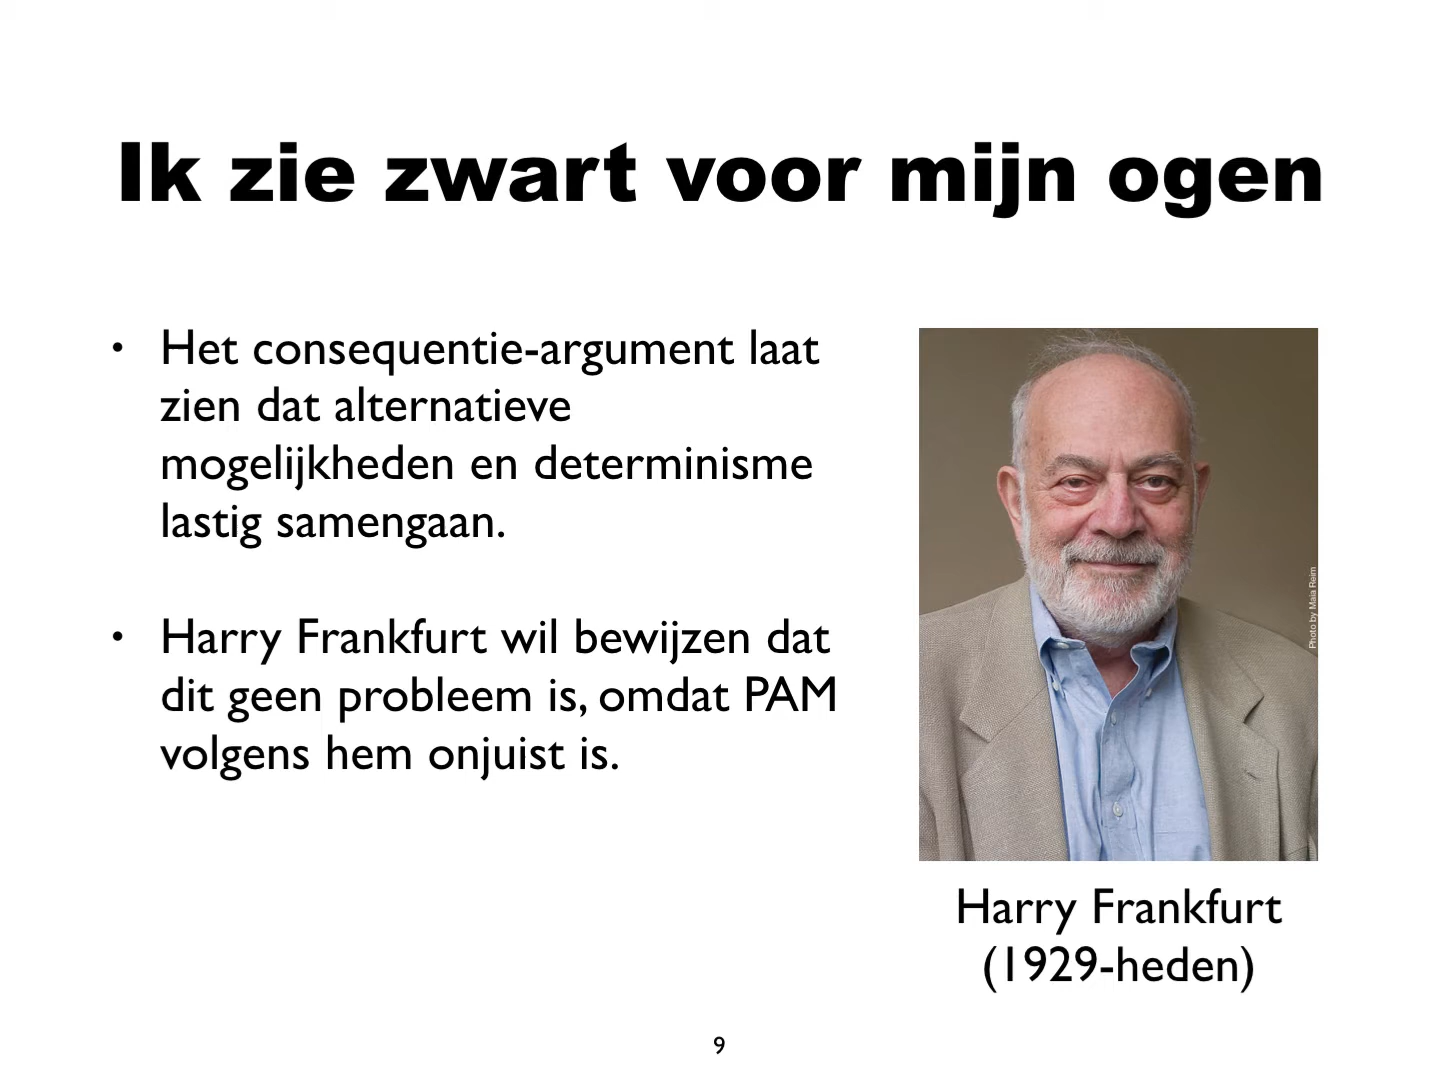 Ik zie zwart voor mijn ogen
• Het consequentie-argument laat
zien dat alternatieve
mogelijkheden en determinisme
lastig samengaan.
• Harry Frankfurt wil bewijzen dat
dit geen probleem is, omdat PAM
volgens hem onjuist is.
Photo by Maia Reim
Harry Frankfurt
(1929-heden)
9